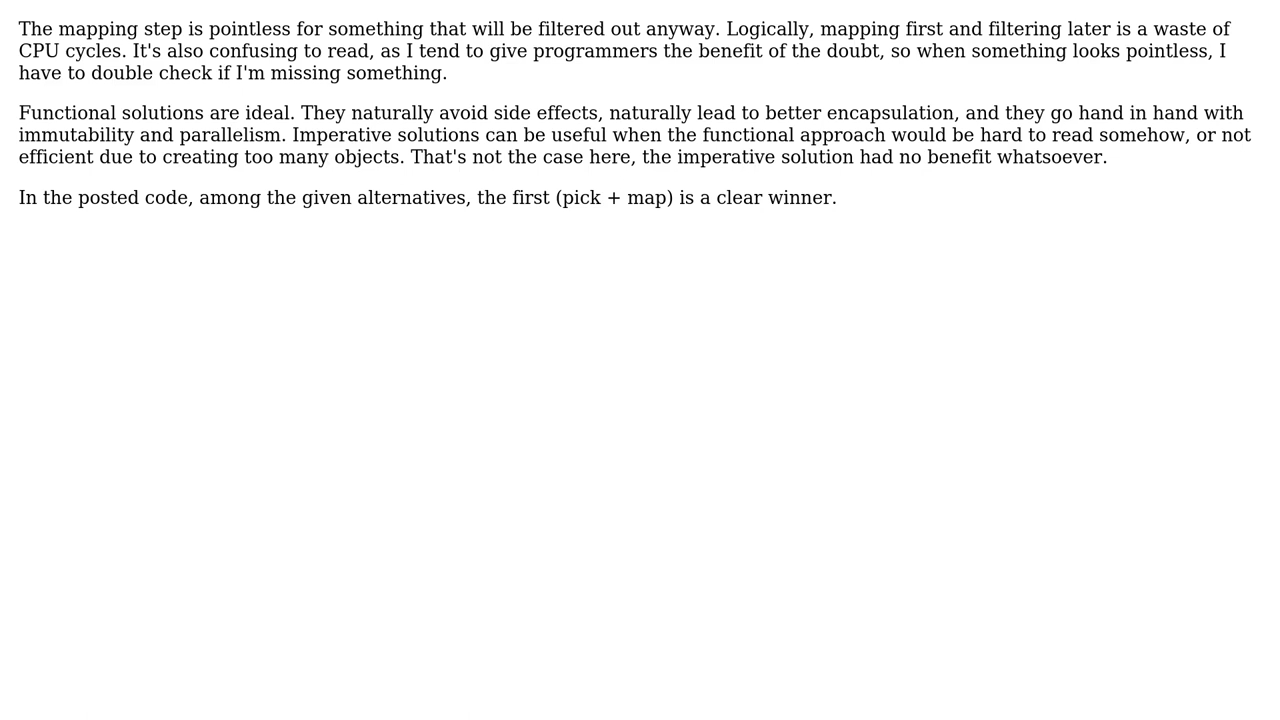 The mapping step is pointless for something that will be filtered out anyway. Logically, mapping first and filtering later is a waste of
CPU cycles. It's also confusing to read, as I tend to give programmers the benefit of the doubt, so when something looks pointless, I
have to double check if I'm missing something.
Functional solutions are ideal. They naturally avoid side effects, naturally lead to better encapsulation, and they go hand in hand with
immutability and parallelism. Imperative solutions can be useful when the functional approach would be hard to read somehow, or not
efficient due to creating too many objects. That's not the case here, the imperative solution had no benefit whatsoever.
In the posted code, among the given alternatives, the first (pick + map) is a clear winner.